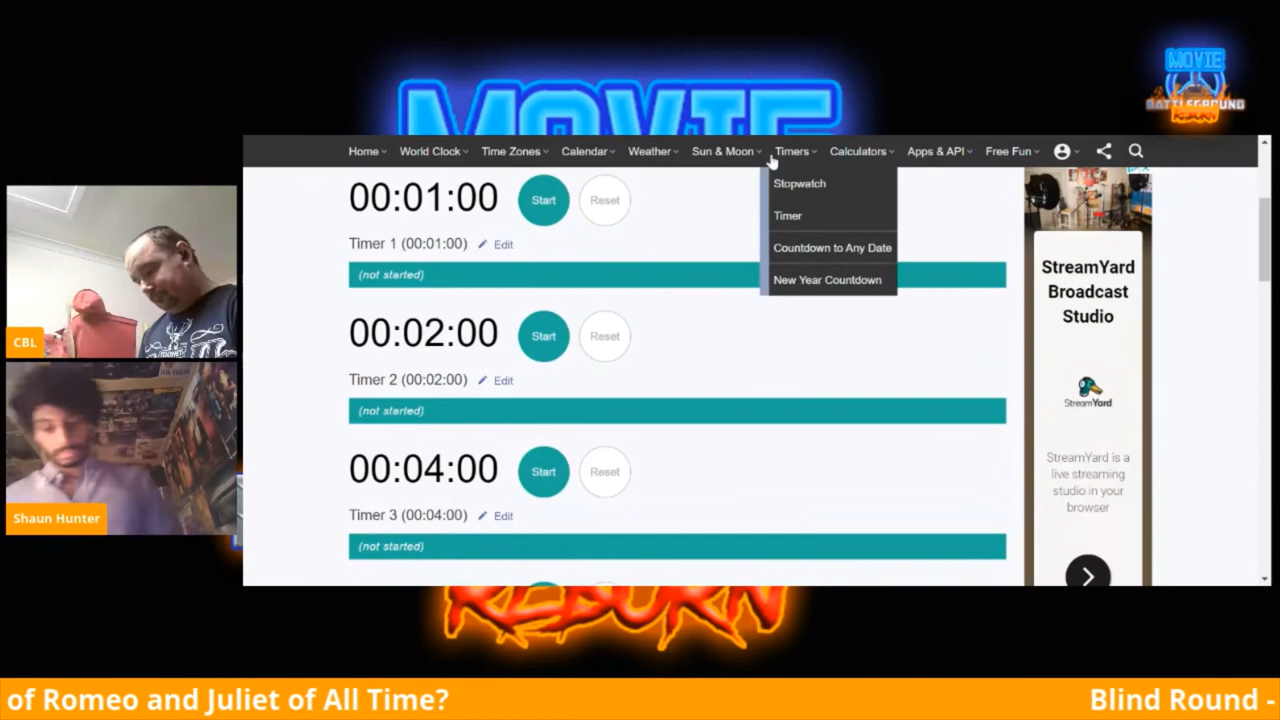 MOVIE
MOVIE
BATTLEGROUND
REBORN
Home World Clock Time Zones Calendar Weather Sun & Moon Timers Calculators Apps & API Free Fun
Stopwatch
Timer
Countdown to Any Date
New Year Countdown
00:01:00 Start Reset
Timer 1 (00:01:00) Edit
(not started)
00:02:00 Start Reset
Timer 2 (00:02:00) Edit
(not started)
00:04:00 Start Reset
Timer 3 (00:04:00) Edit
(not started)
StreamYard
Broadcast
Studio
StreamYard
StreamYard is a
live streaming
studio in your
browser
CBL
Shaun Hunter
REBORN
of Romeo and Juliet of All Time? Blind Round -